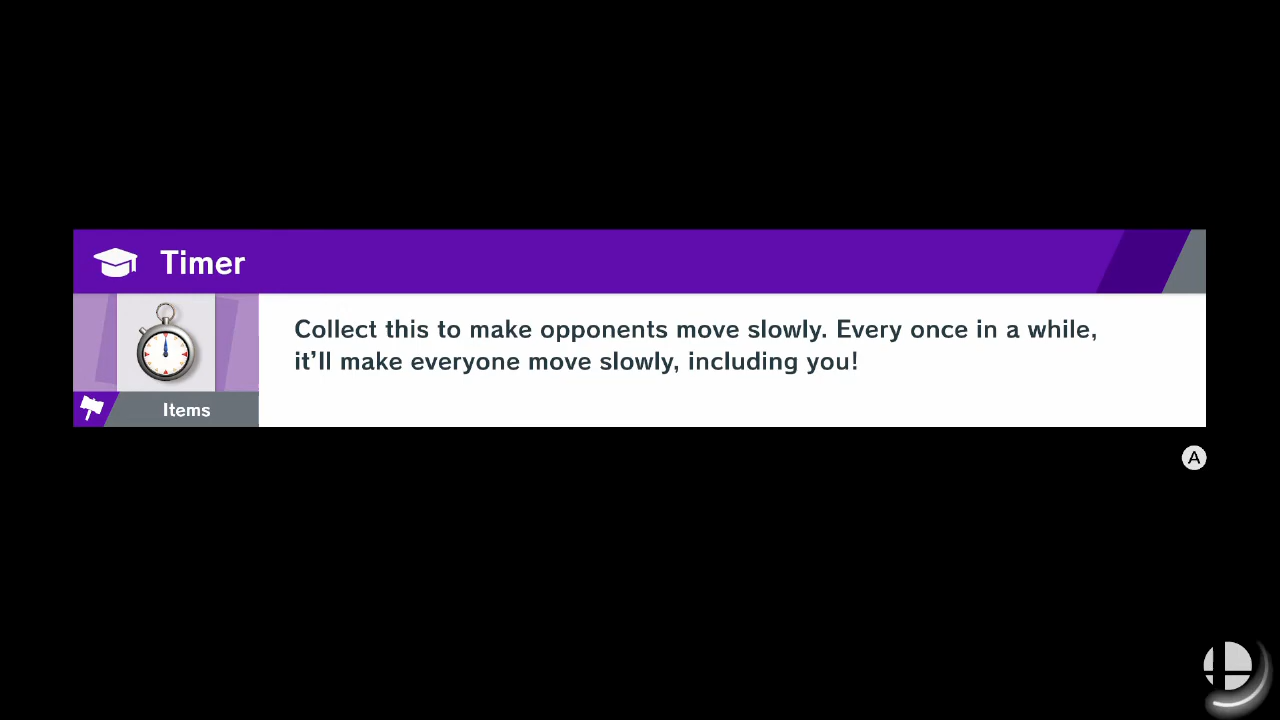 Timer
Collect this to make opponents move slowly. Every once in a while,
it'll make everyone move slowly, including you!
Items
A